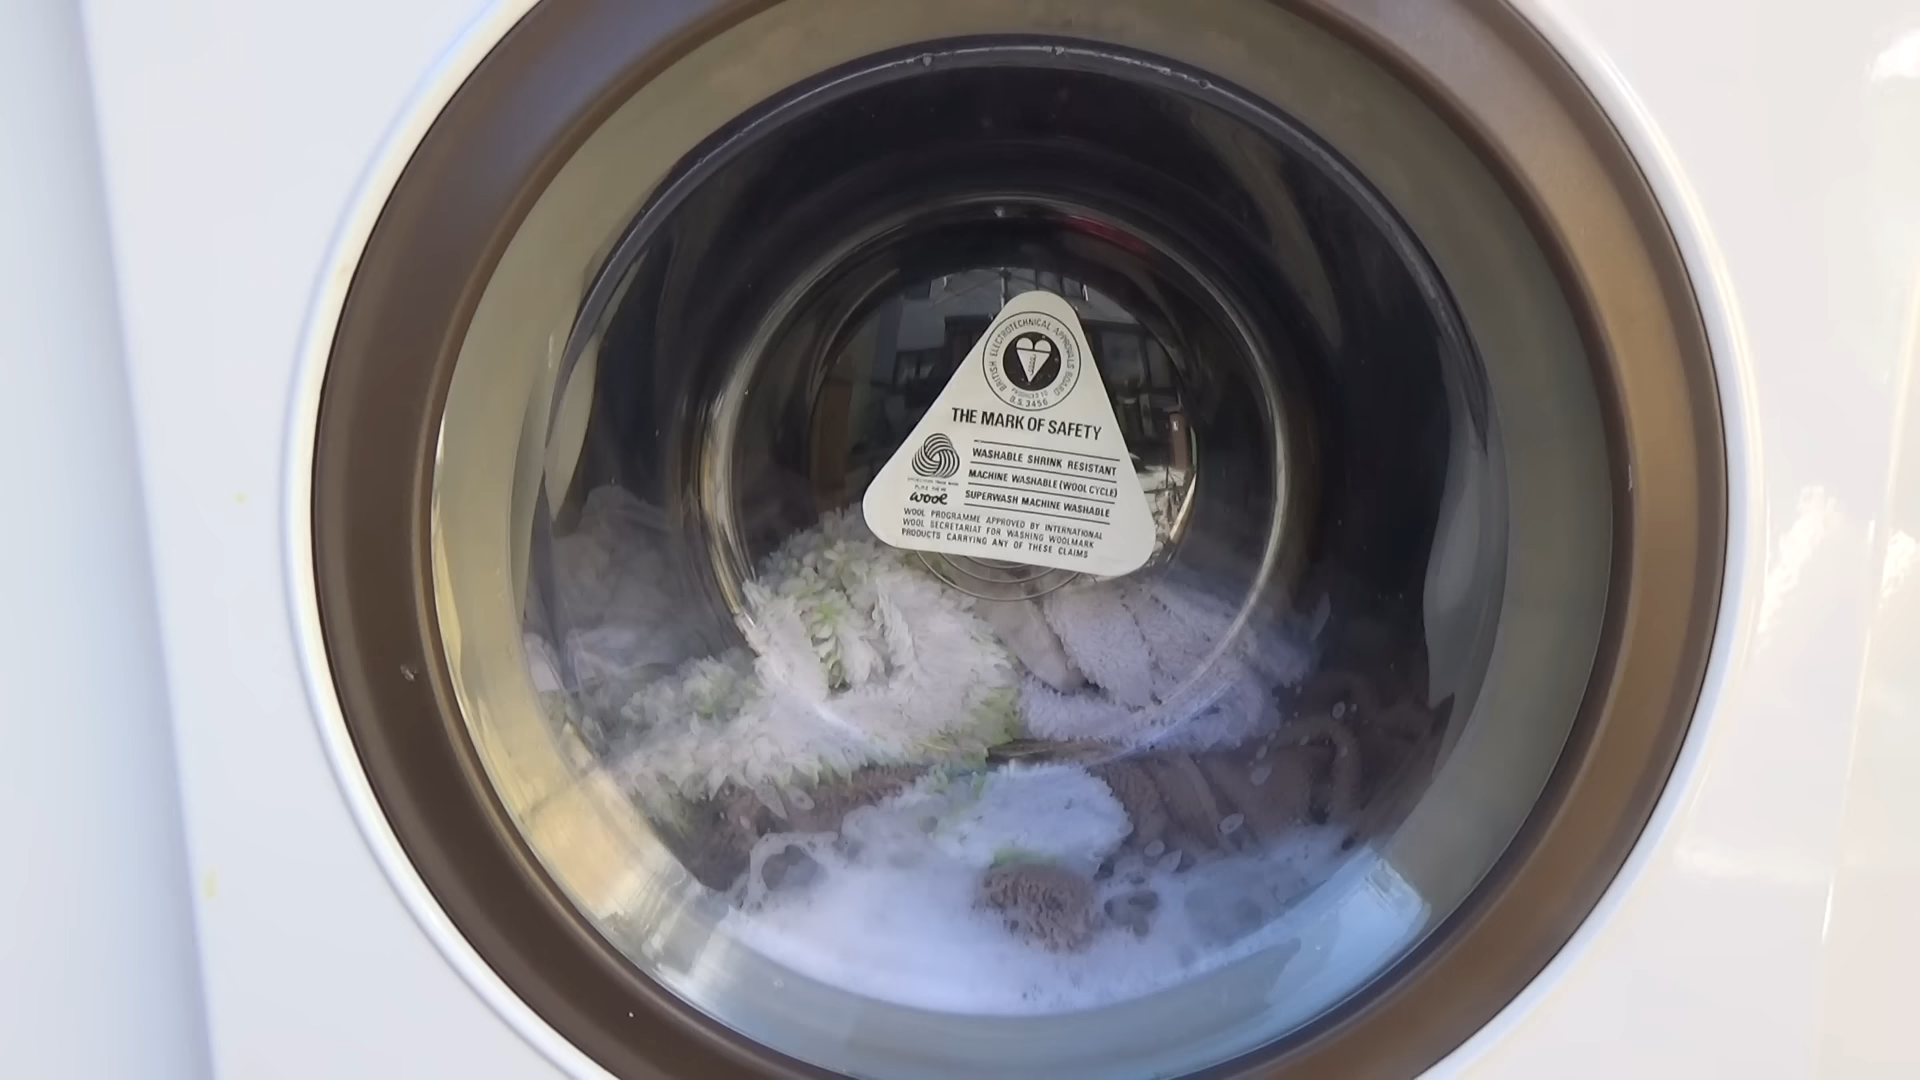 BRITISH ELECTROTECHNICAL APPROVALS BOARD
PRODUCED TO
B.S. 3456
THE MARK OF SAFETY
WASHABLE SHRINK RESISTANT
MACHINE WASHABLE (WOOL CYCLE)
SUPERWASH MACHINE WASHABLE
PURE NEW
wool
WOOL PROGRAMME APPROVED BY INTERNATIONAL
WOOL SECRETARIAT FOR WASHING WOOLMARK
PRODUCTS CARRYING ANY OF THESE CLAIMS